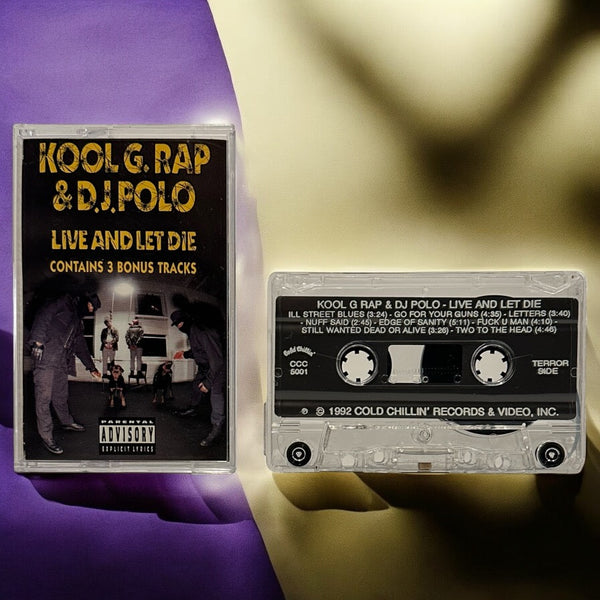 KOOL G. RAP
& D.J. POLO
LIVE AND LET DIE
CONTAINS 3 BONUS TRACKS
PARENTAL
ADVISORY
EXPLICIT LYRICS
KOOL G RAP & DJ POLO - LIVE AND LET DIE
ILL STREET BLUES (3:24) - GO FOR YOUR GUNS (4:35) - LETTERS (3:40)
- NUFF SAID (2:45) - EDGE OF SANITY (5:11) - FUCK U MAN (4:10) -
STILL WANTED DEAD OR ALIVE (3:26) - TWO TO THE HEAD (4:46)
Cold Chillin'
CCC
5001
TERROR
SIDE
℗ © 1992 COLD CHILLIN' RECORDS & VIDEO, INC.